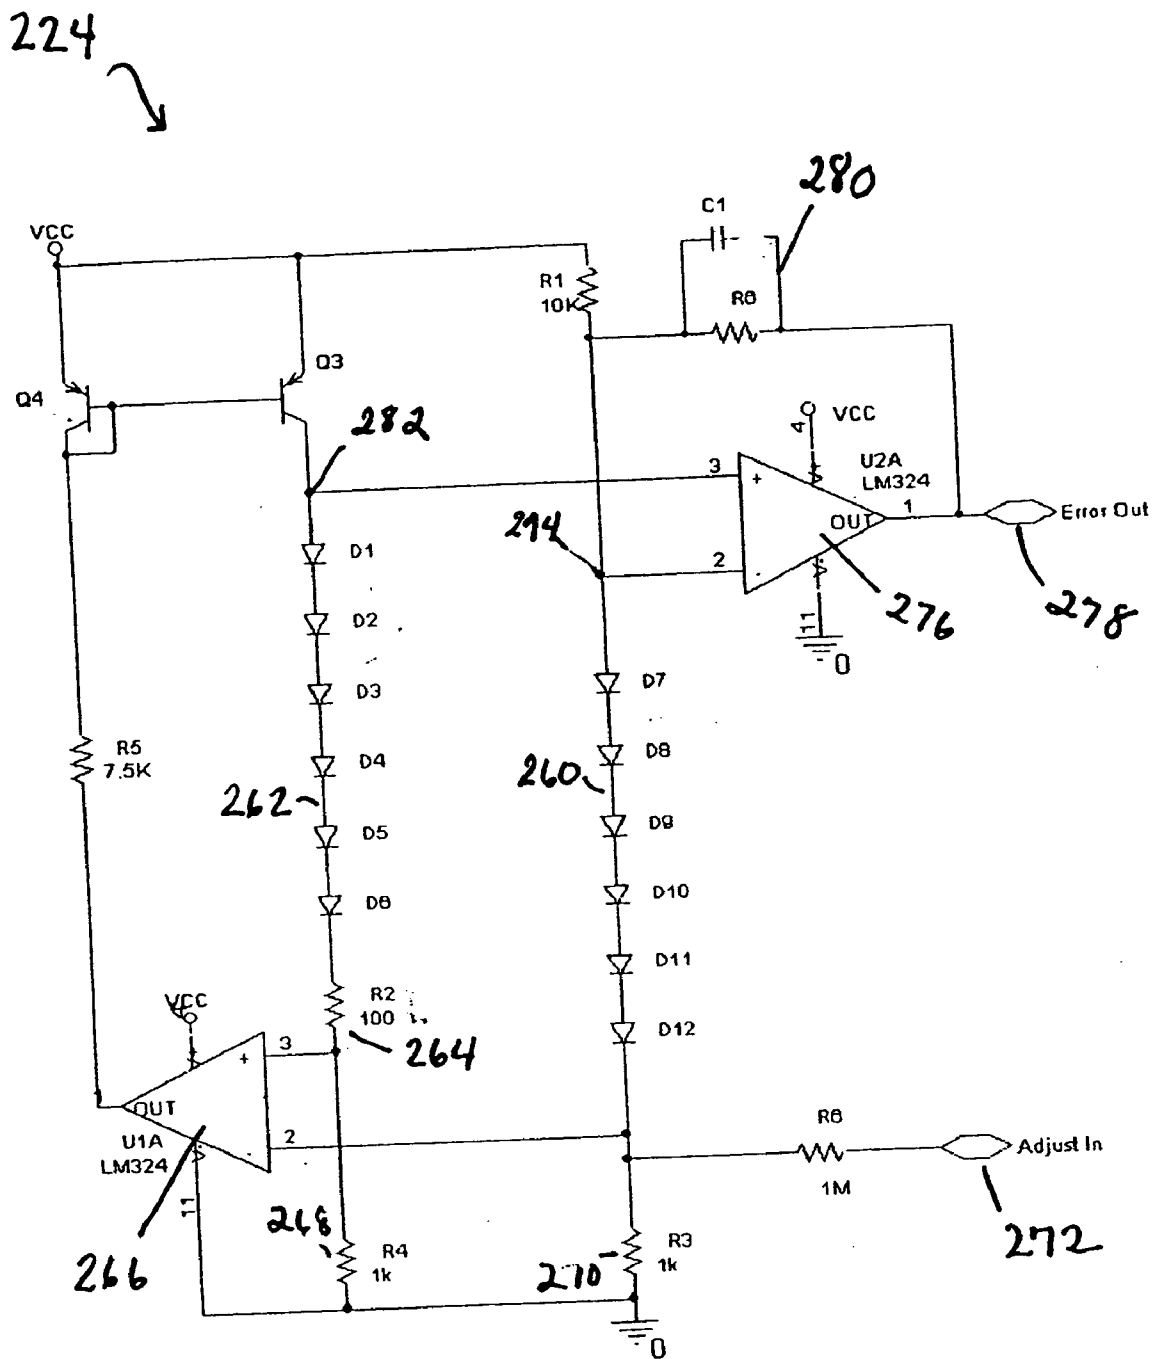 224
280
C1
VCC
R1
10K
R6
Q3
Q4
282
4
VCC
3
+
U2A
LM324
1
OUT
Error Out
294
2
-
11
276
278
0
D1
D2
D3
D4
262
D5
D6
D7
D8
260
D9
D10
D11
D12
R5
7.5K
R2
100
264
VCC
4
3
+
OUT
U1A
LM324
2
-
11
266
268
R4
1k
270
R3
1k
R6
1M
Adjust In
272
0